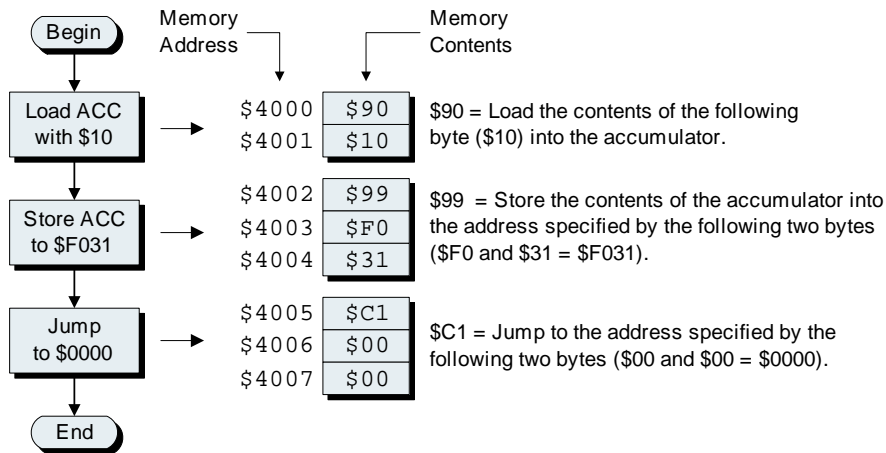 Begin
Memory
Address
Memory
Contents
Load ACC
with $10
$4000 $90
$4001 $10
$90 = Load the contents of the following
byte ($10) into the accumulator.
Store ACC
to $F031
$4002 $99
$4003 $F0
$4004 $31
$99 = Store the contents of the accumulator into
the address specified by the following two bytes
($F0 and $31 = $F031).
Jump
to $0000
$4005 $C1
$4006 $00
$4007 $00
$C1 = Jump to the address specified by the
following two bytes ($00 and $00 = $0000).
End